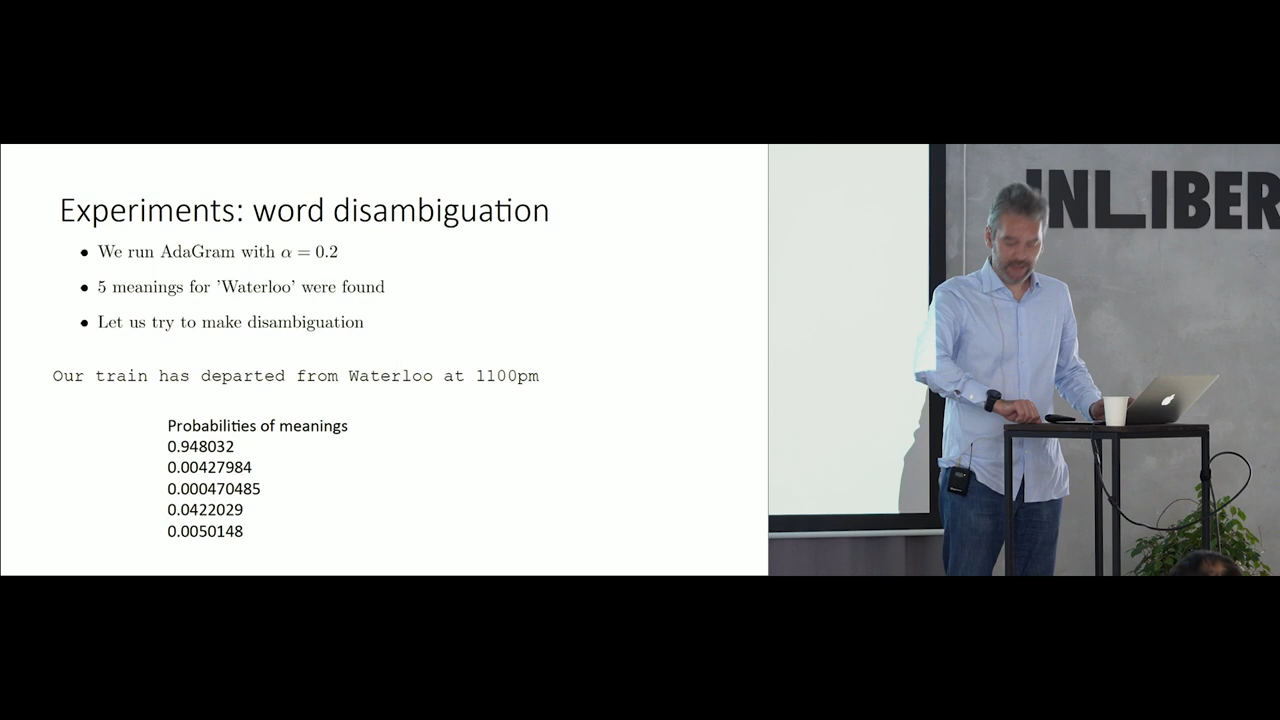 Experiments: word disambiguation
• We run AdaGram with α = 0.2
• 5 meanings for 'Waterloo' were found
• Let us try to make disambiguation
Our train has departed from Waterloo at 1100pm
Probabilities of meanings
0.948032
0.00427984
0.000470485
0.0422029
0.0050148
INLIBER